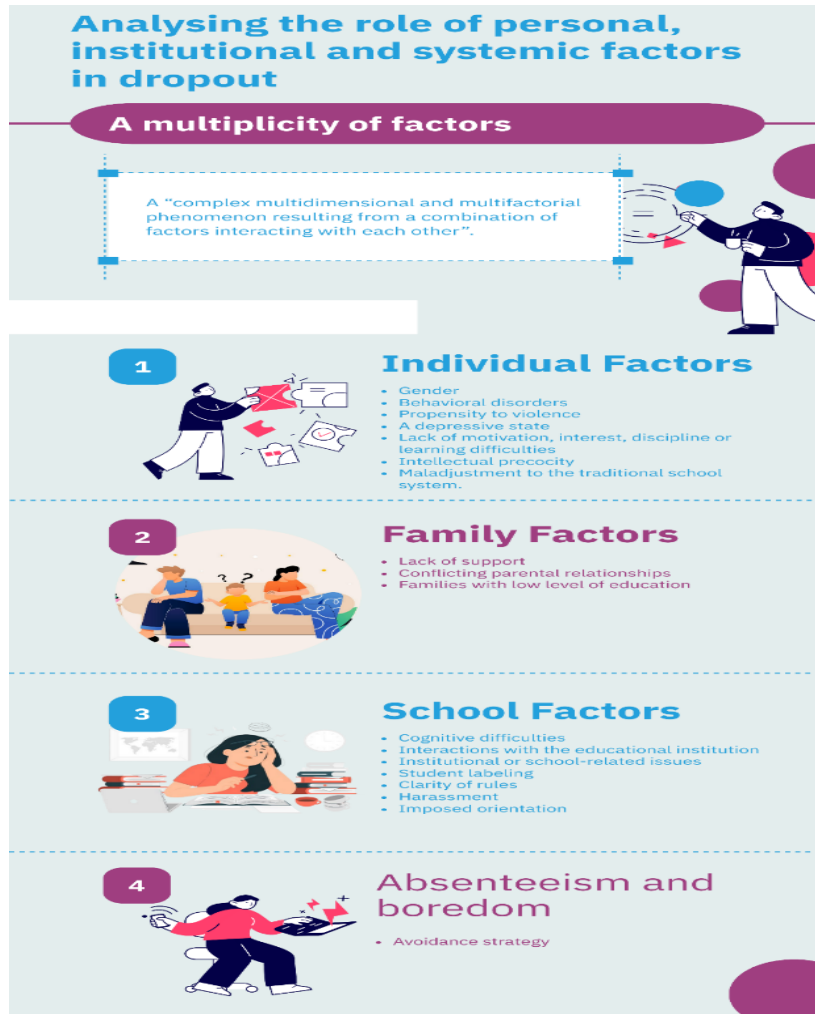 Analysing the role of personal,
institutional and systemic factors
in dropout
A multiplicity of factors
A “complex multidimensional and multifactorial
phenomenon resulting from a combination of
factors interacting with each other”.
1
Individual Factors
• Gender
• Behavioral disorders
• Propensity to violence
• A depressive state
• Lack of motivation, interest, discipline or
learning difficulties
• Intellectual precocity
• Maladjustment to the traditional school
system.
2
Family Factors
? ?
• Lack of support
• Conflicting parental relationships
• Families with low level of education
3
School Factors
• Cognitive difficulties
• Interactions with the educational institution
• Institutional or school-related issues
• Student labeling
• Clarity of rules
• Harassment
• Imposed orientation
4
Absenteeism and
boredom
• Avoidance strategy